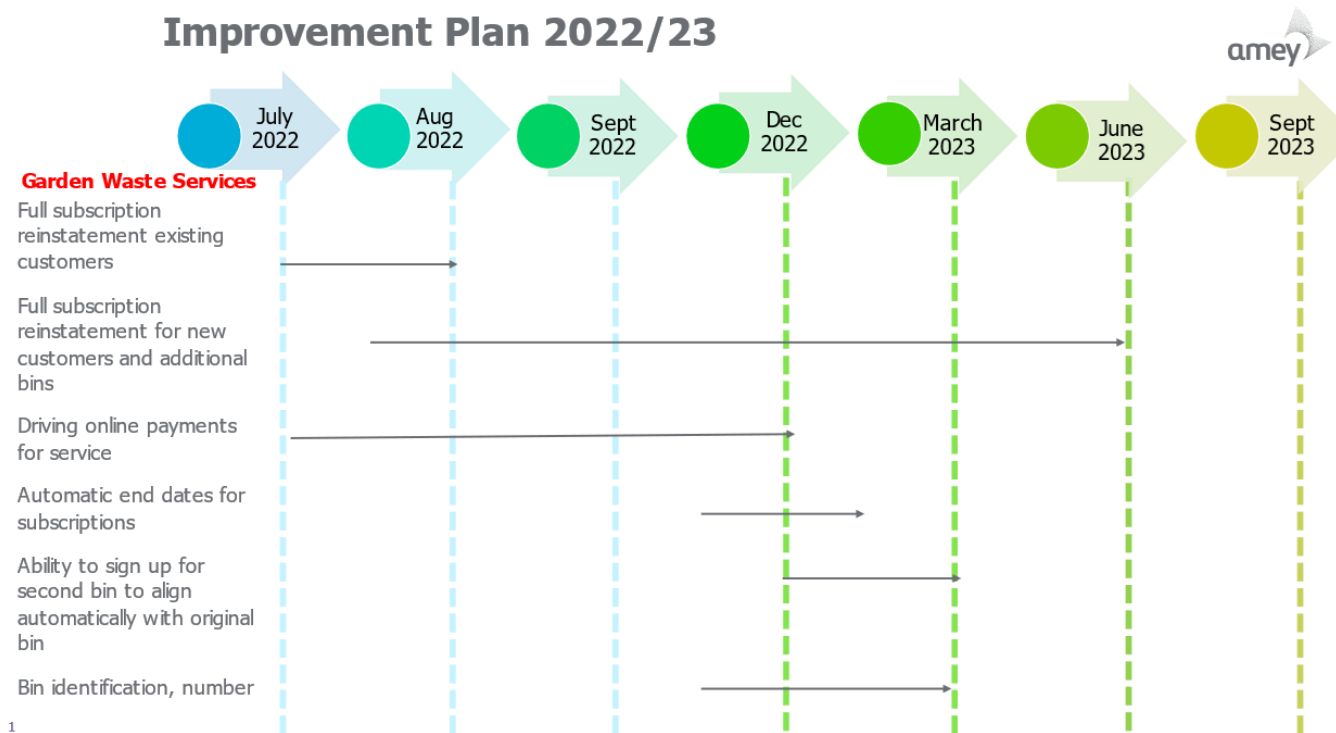 Improvement Plan 2022/23
amey
July
2022
Aug
2022
Sept
2022
Dec
2022
March
2023
June
2023
Sept
2023
Garden Waste Services
Full subscription
reinstatement existing
customers
Full subscription
reinstatement for new
customers and additional
bins
Driving online payments
for service
Automatic end dates for
subscriptions
Ability to sign up for
second bin to align
automatically with original
bin
Bin identification, number
1